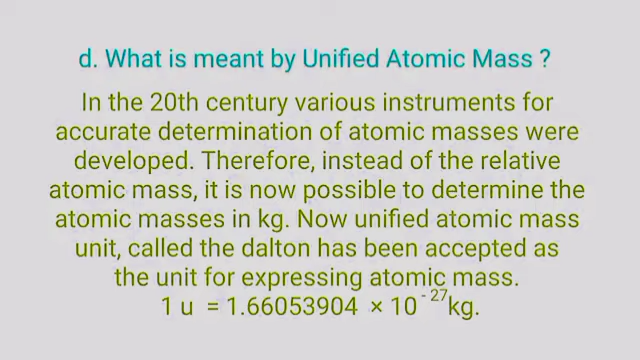 d. What is meant by Unified Atomic Mass ?
In the 20th century various instruments for
accurate determination of atomic masses were
developed. Therefore, instead of the relative
atomic mass, it is now possible to determine the
atomic masses in kg. Now unified atomic mass
unit, called the dalton has been accepted as
the unit for expressing atomic mass.
1 u = 1.66053904 × 10⁻²⁷kg.